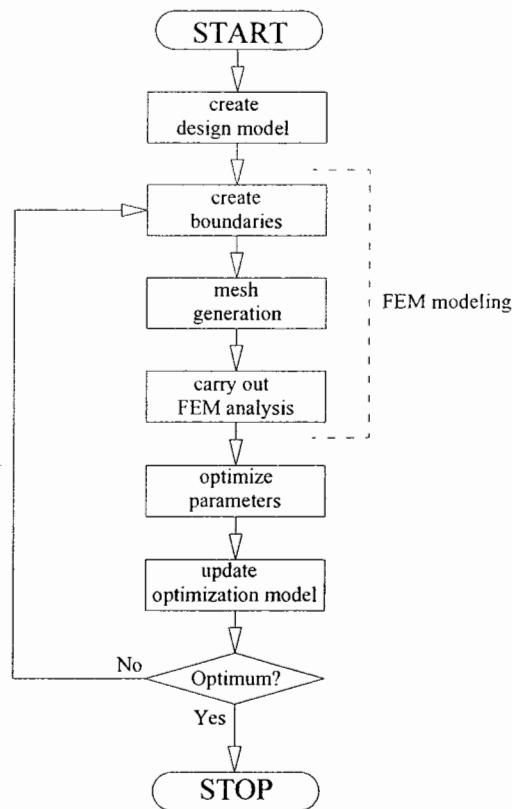 START
create
design model
create
boundaries
mesh
generation
FEM modeling
carry out
FEM analysis
optimize
parameters
update
optimization model
No
Optimum?
Yes
STOP